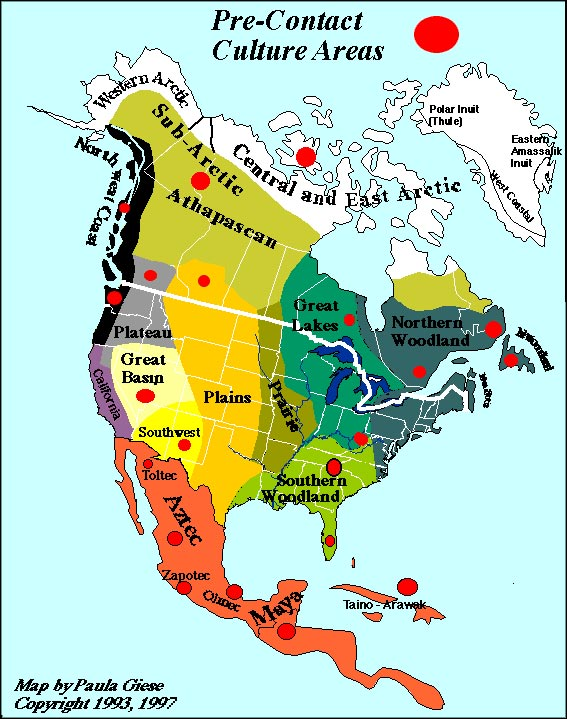 Pre-Contact
Culture Areas
Western Arctic
Polar Inuit
(Thule)
Eastern
Amassalik
Inuit
West Coastal
Sub-Arctic
Central and East Arctic
North
west Coast
Athapascan
Great
Lakes
Northern
Woodland
Newfoundland
Plateau
Great
Basin
California
Plains
Prairie
Southwest
Toltec
Southern
Woodland
Aztec
Zapotec
Olmec
Maya
Taino - Arawak
Map by Paula Giese
Copyright 1993, 1997